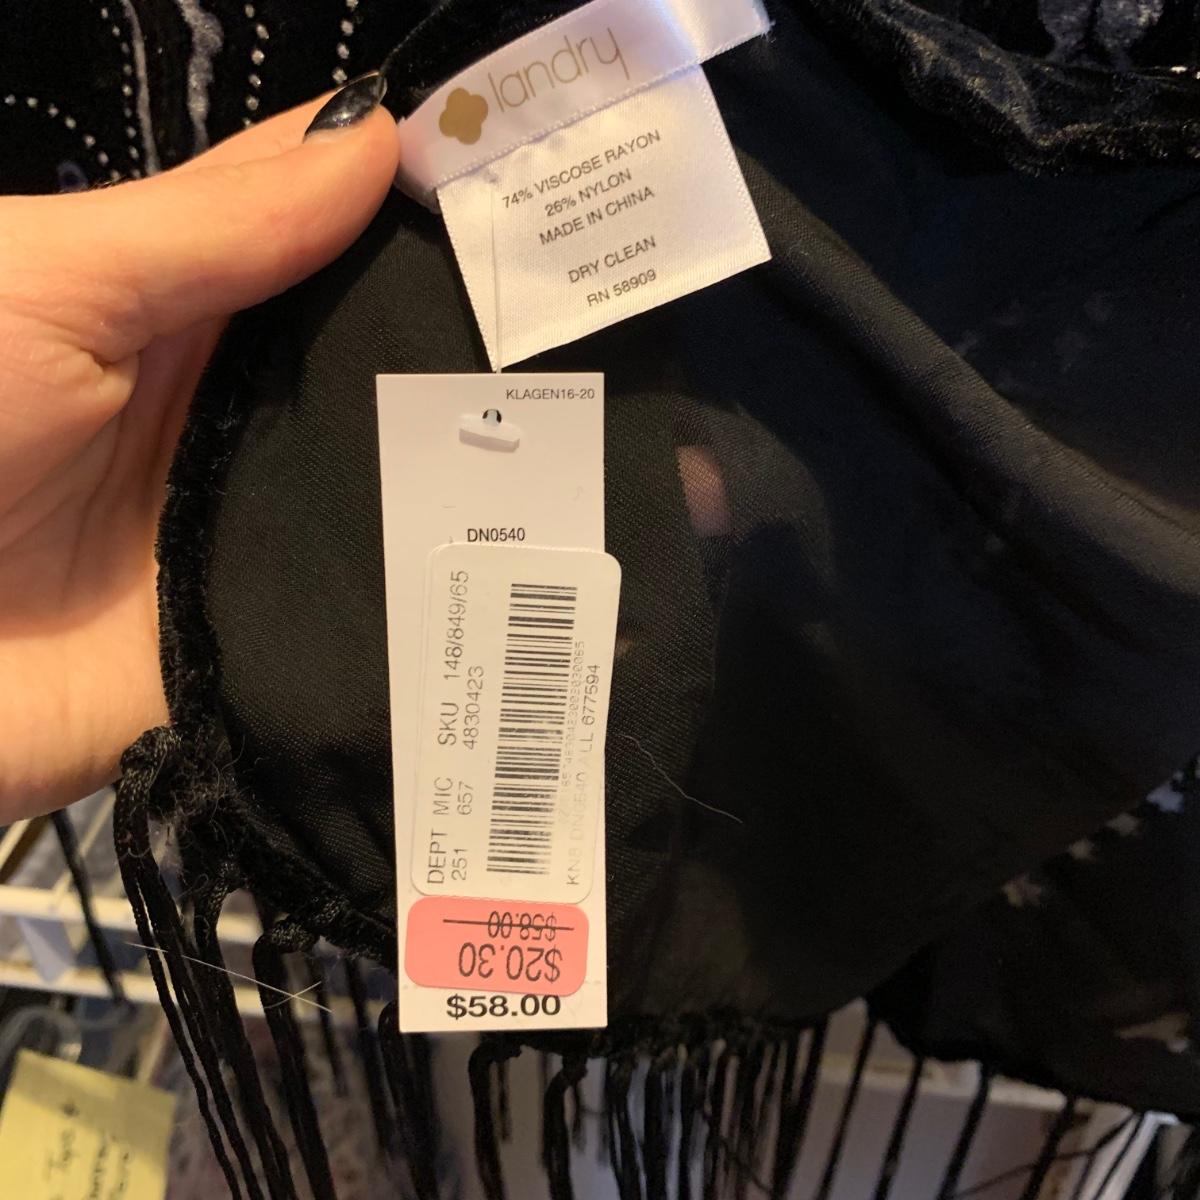 landry
74% VISCOSE RAYON
26% NYLON
MADE IN CHINA
DRY CLEAN
RN 58909
KLAGEN16-20
DN0540
DEPT MIC SKU 148/849/65
251 657 4830423
KN8 DN0540 ALL 677594
$58.00
$20.30
$58.00